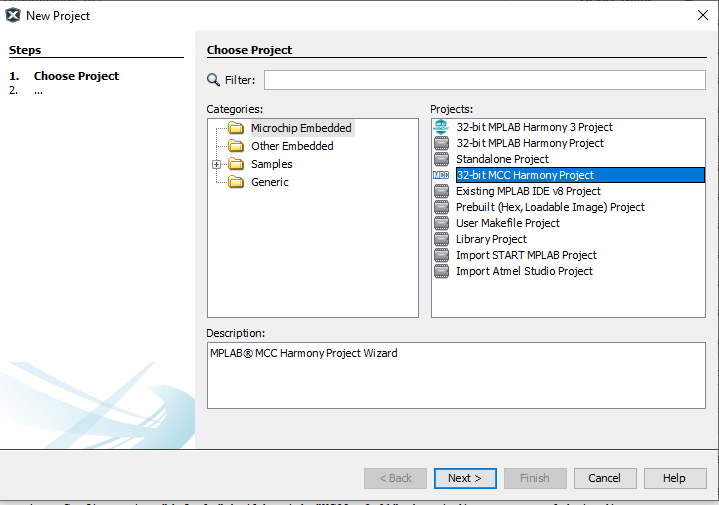 New Project
Steps
1. Choose Project
2. ...
Choose Project
Filter:
Categories:
Microchip Embedded
Other Embedded
Samples
Generic
Projects:
32-bit MPLAB Harmony 3 Project
32-bit MPLAB Harmony Project
Standalone Project
MCC 32-bit MCC Harmony Project
Existing MPLAB IDE v8 Project
Prebuilt (Hex, Loadable Image) Project
User Makefile Project
Library Project
Import START MPLAB Project
Import Atmel Studio Project
Description:
MPLAB® MCC Harmony Project Wizard
< Back
Next >
Finish
Cancel
Help